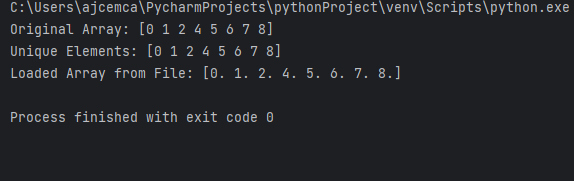 C:\Users\ajcemca\PycharmProjects\pythonProject\venv\Scripts\python.exe
Original Array: [0 1 2 4 5 6 7 8]
Unique Elements: [0 1 2 4 5 6 7 8]
Loaded Array from File: [0. 1. 2. 4. 5. 6. 7. 8.]
Process finished with exit code 0